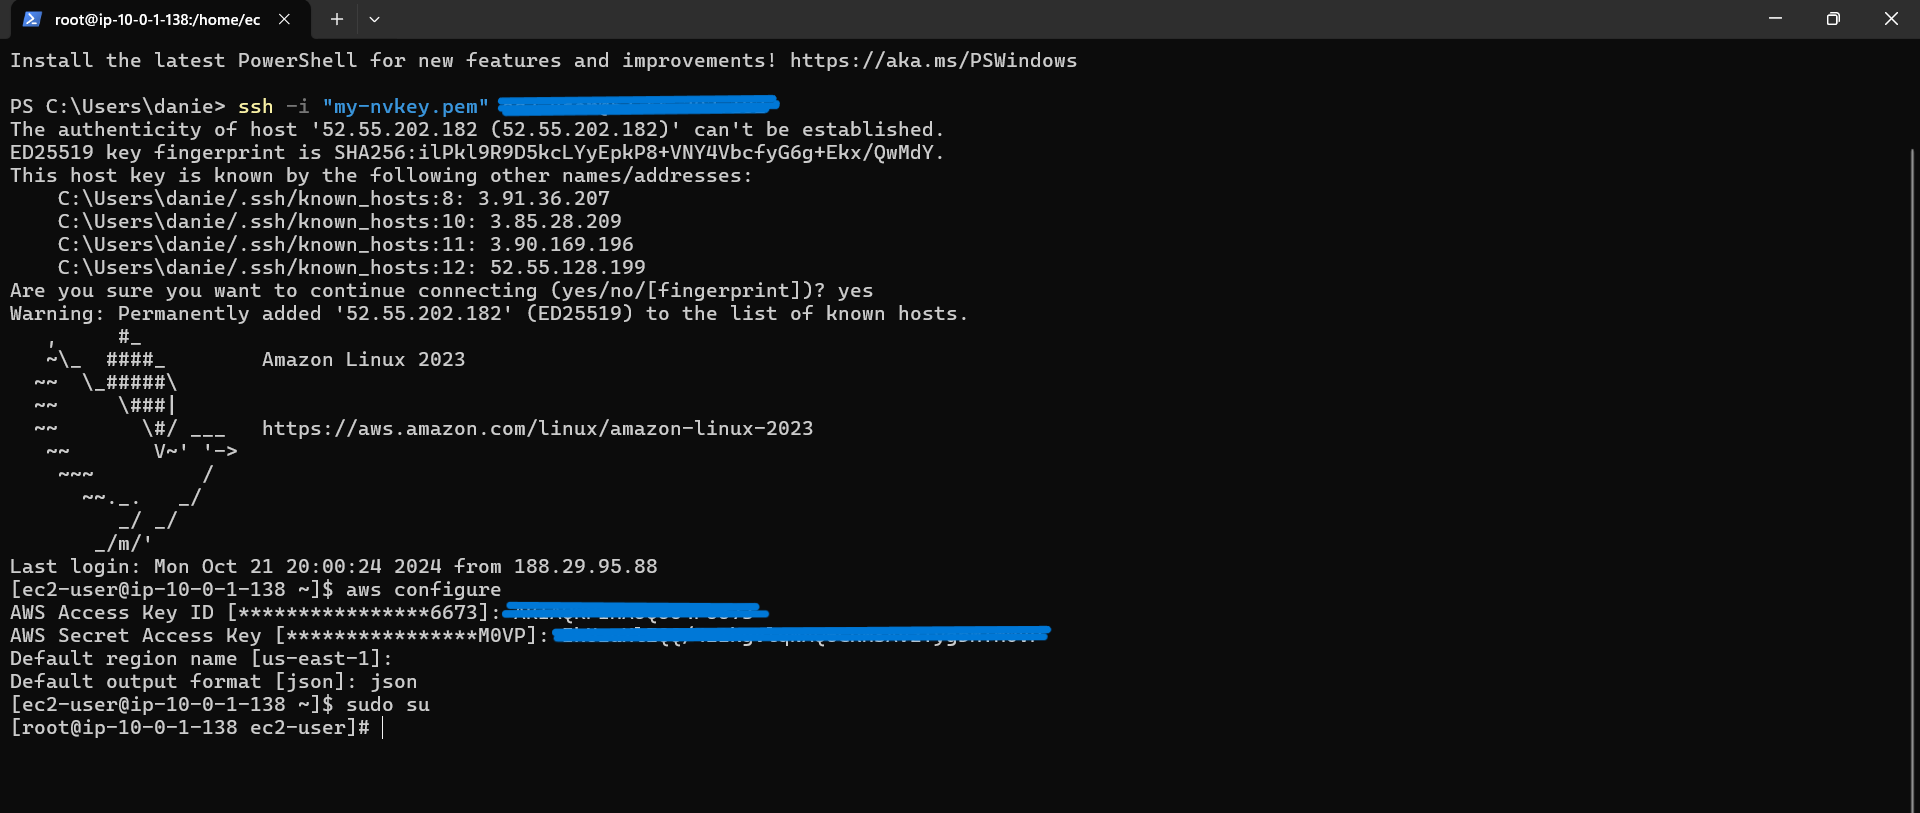 root@ip-10-0-1-138:/home/ec
Install the latest PowerShell for new features and improvements! https://aka.ms/PSWindows
PS C:\Users\danie> ssh -i "my-nvkey.pem"
The authenticity of host '52.55.202.182 (52.55.202.182)' can't be established.
ED25519 key fingerprint is SHA256:ilPkl9R9D5kcLYyEpkP8+VNY4VbcfyG6g+Ekx/QwMdY.
This host key is known by the following other names/addresses:
    C:\Users\danie/.ssh/known_hosts:8: 3.91.36.207
    C:\Users\danie/.ssh/known_hosts:10: 3.85.28.209
    C:\Users\danie/.ssh/known_hosts:11: 3.90.169.196
    C:\Users\danie/.ssh/known_hosts:12: 52.55.128.199
Are you sure you want to continue connecting (yes/no/[fingerprint])? yes
Warning: Permanently added '52.55.202.182' (ED25519) to the list of known hosts.
   ,     #_
   ~\_  ####_        Amazon Linux 2023
  ~~  \_#####\
  ~~     \###|
  ~~       \#/ ___   https://aws.amazon.com/linux/amazon-linux-2023
   ~~       V~' '->
    ~~~         /
      ~~._.   _/
         _/ _/
       _/m/'
Last login: Mon Oct 21 20:00:24 2024 from 188.29.95.88
[ec2-user@ip-10-0-1-138 ~]$ aws configure
AWS Access Key ID [****************6673]:
AWS Secret Access Key [****************M0VP]:
Default region name [us-east-1]:
Default output format [json]: json
[ec2-user@ip-10-0-1-138 ~]$ sudo su
[root@ip-10-0-1-138 ec2-user]#